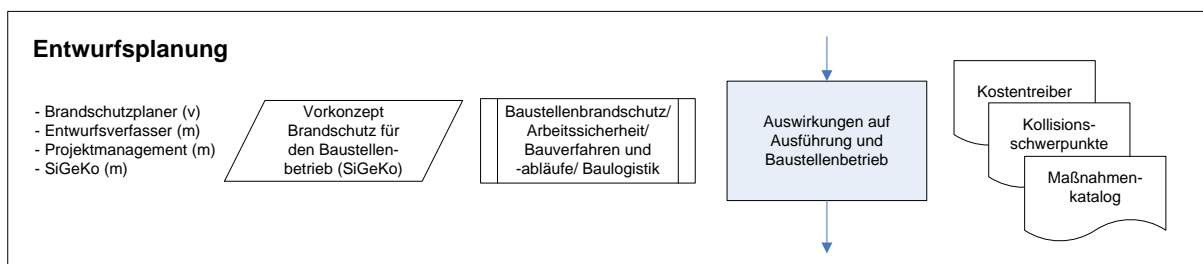 Entwurfsplanung
- Brandschutzplaner (v)
- Entwurfsverfasser (m)
- Projektmanagement (m)
- SiGeKo (m)
Vorkonzept
Brandschutz für
den Baustellen-
betrieb (SiGeKo)
Baustellenbrandschutz/
Arbeitssicherheit/
Bauverfahren und
-abläufe/ Baulogistik
Auswirkungen auf
Ausführung und
Baustellenbetrieb
Kostentreiber
Kollisions-
schwerpunkte
Maßnahmen-
katalog